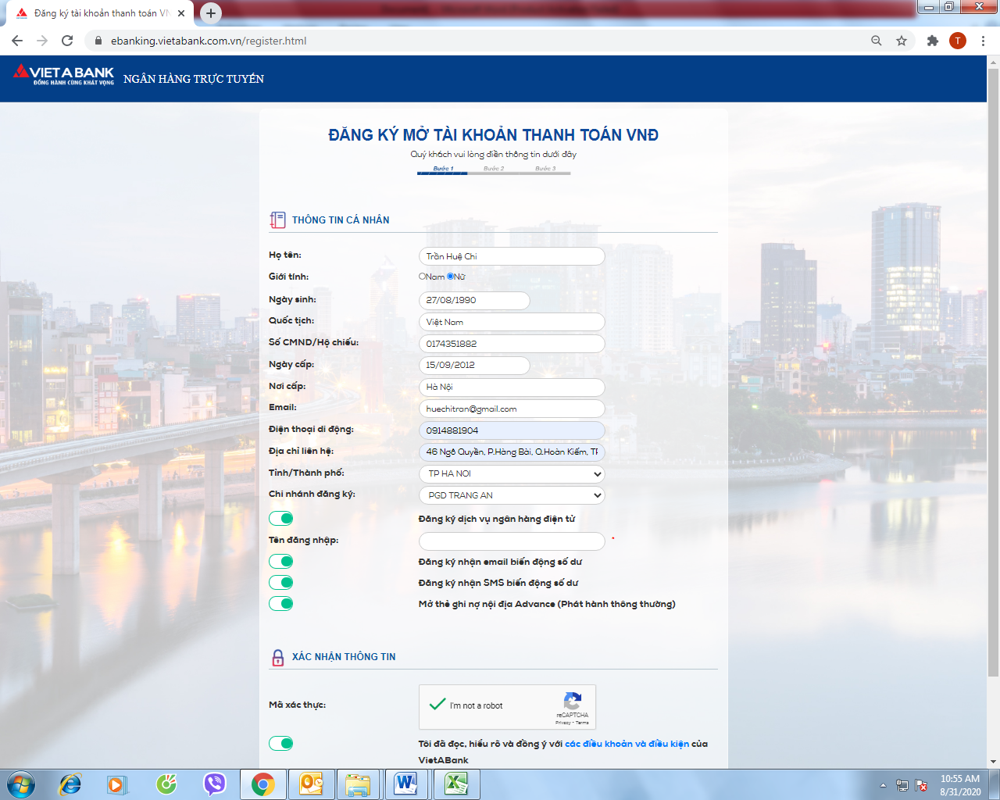 Đăng ký tài khoản thanh toán VN
ebanking.vietabank.com.vn/register.html
T
VIET A BANK
ĐỒNG HÀNH CÙNG KHÁT VỌNG
NGÂN HÀNG TRỰC TUYẾN
ĐĂNG KÝ MỞ TÀI KHOẢN THANH TOÁN VNĐ
Quý khách vui lòng điền thông tin dưới đây
Bước 1 Bước 2 Bước 3
THÔNG TIN CÁ NHÂN
Họ tên: Trần Huệ Chi
Giới tính: Nam Nữ
Ngày sinh: 27/08/1990
Quốc tịch: Việt Nam
Số CMND/Hộ chiếu: 0174351882
Ngày cấp: 15/09/2012
Nơi cấp: Hà Nội
Email: huechitran@gmail.com
Điện thoại di động: 0914881904
Địa chỉ liên hệ: 46 Ngô Quyền, P.Hàng Bài, Q.Hoàn Kiếm, TP
Tỉnh/Thành phố: TP HA NOI
Chi nhánh đăng ký: PGD TRANG AN
Đăng ký dịch vụ ngân hàng điện tử
Tên đăng nhập: *
Đăng ký nhận email biến động số dư
Đăng ký nhận SMS biến động số dư
Mở thẻ ghi nợ nội địa Advance (Phát hành thông thường)
XÁC NHẬN THÔNG TIN
Mã xác thực: I'm not a robot
reCAPTCHA
Privacy - Terms
Tôi đã đọc, hiểu rõ và đồng ý với các điều khoản và điều kiện của
VietABank
10:55 AM
8/31/2020